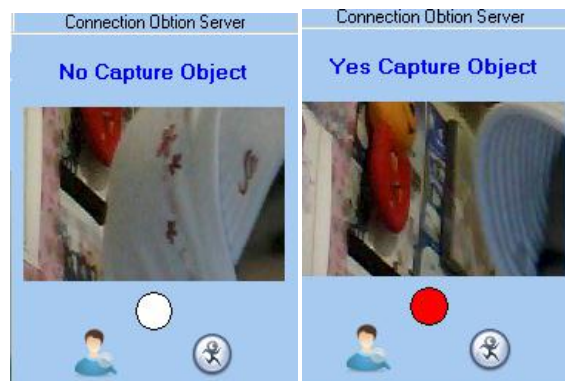 Connection Obtion Server
No Capture Object
Connection Obtion Server
Yes Capture Object